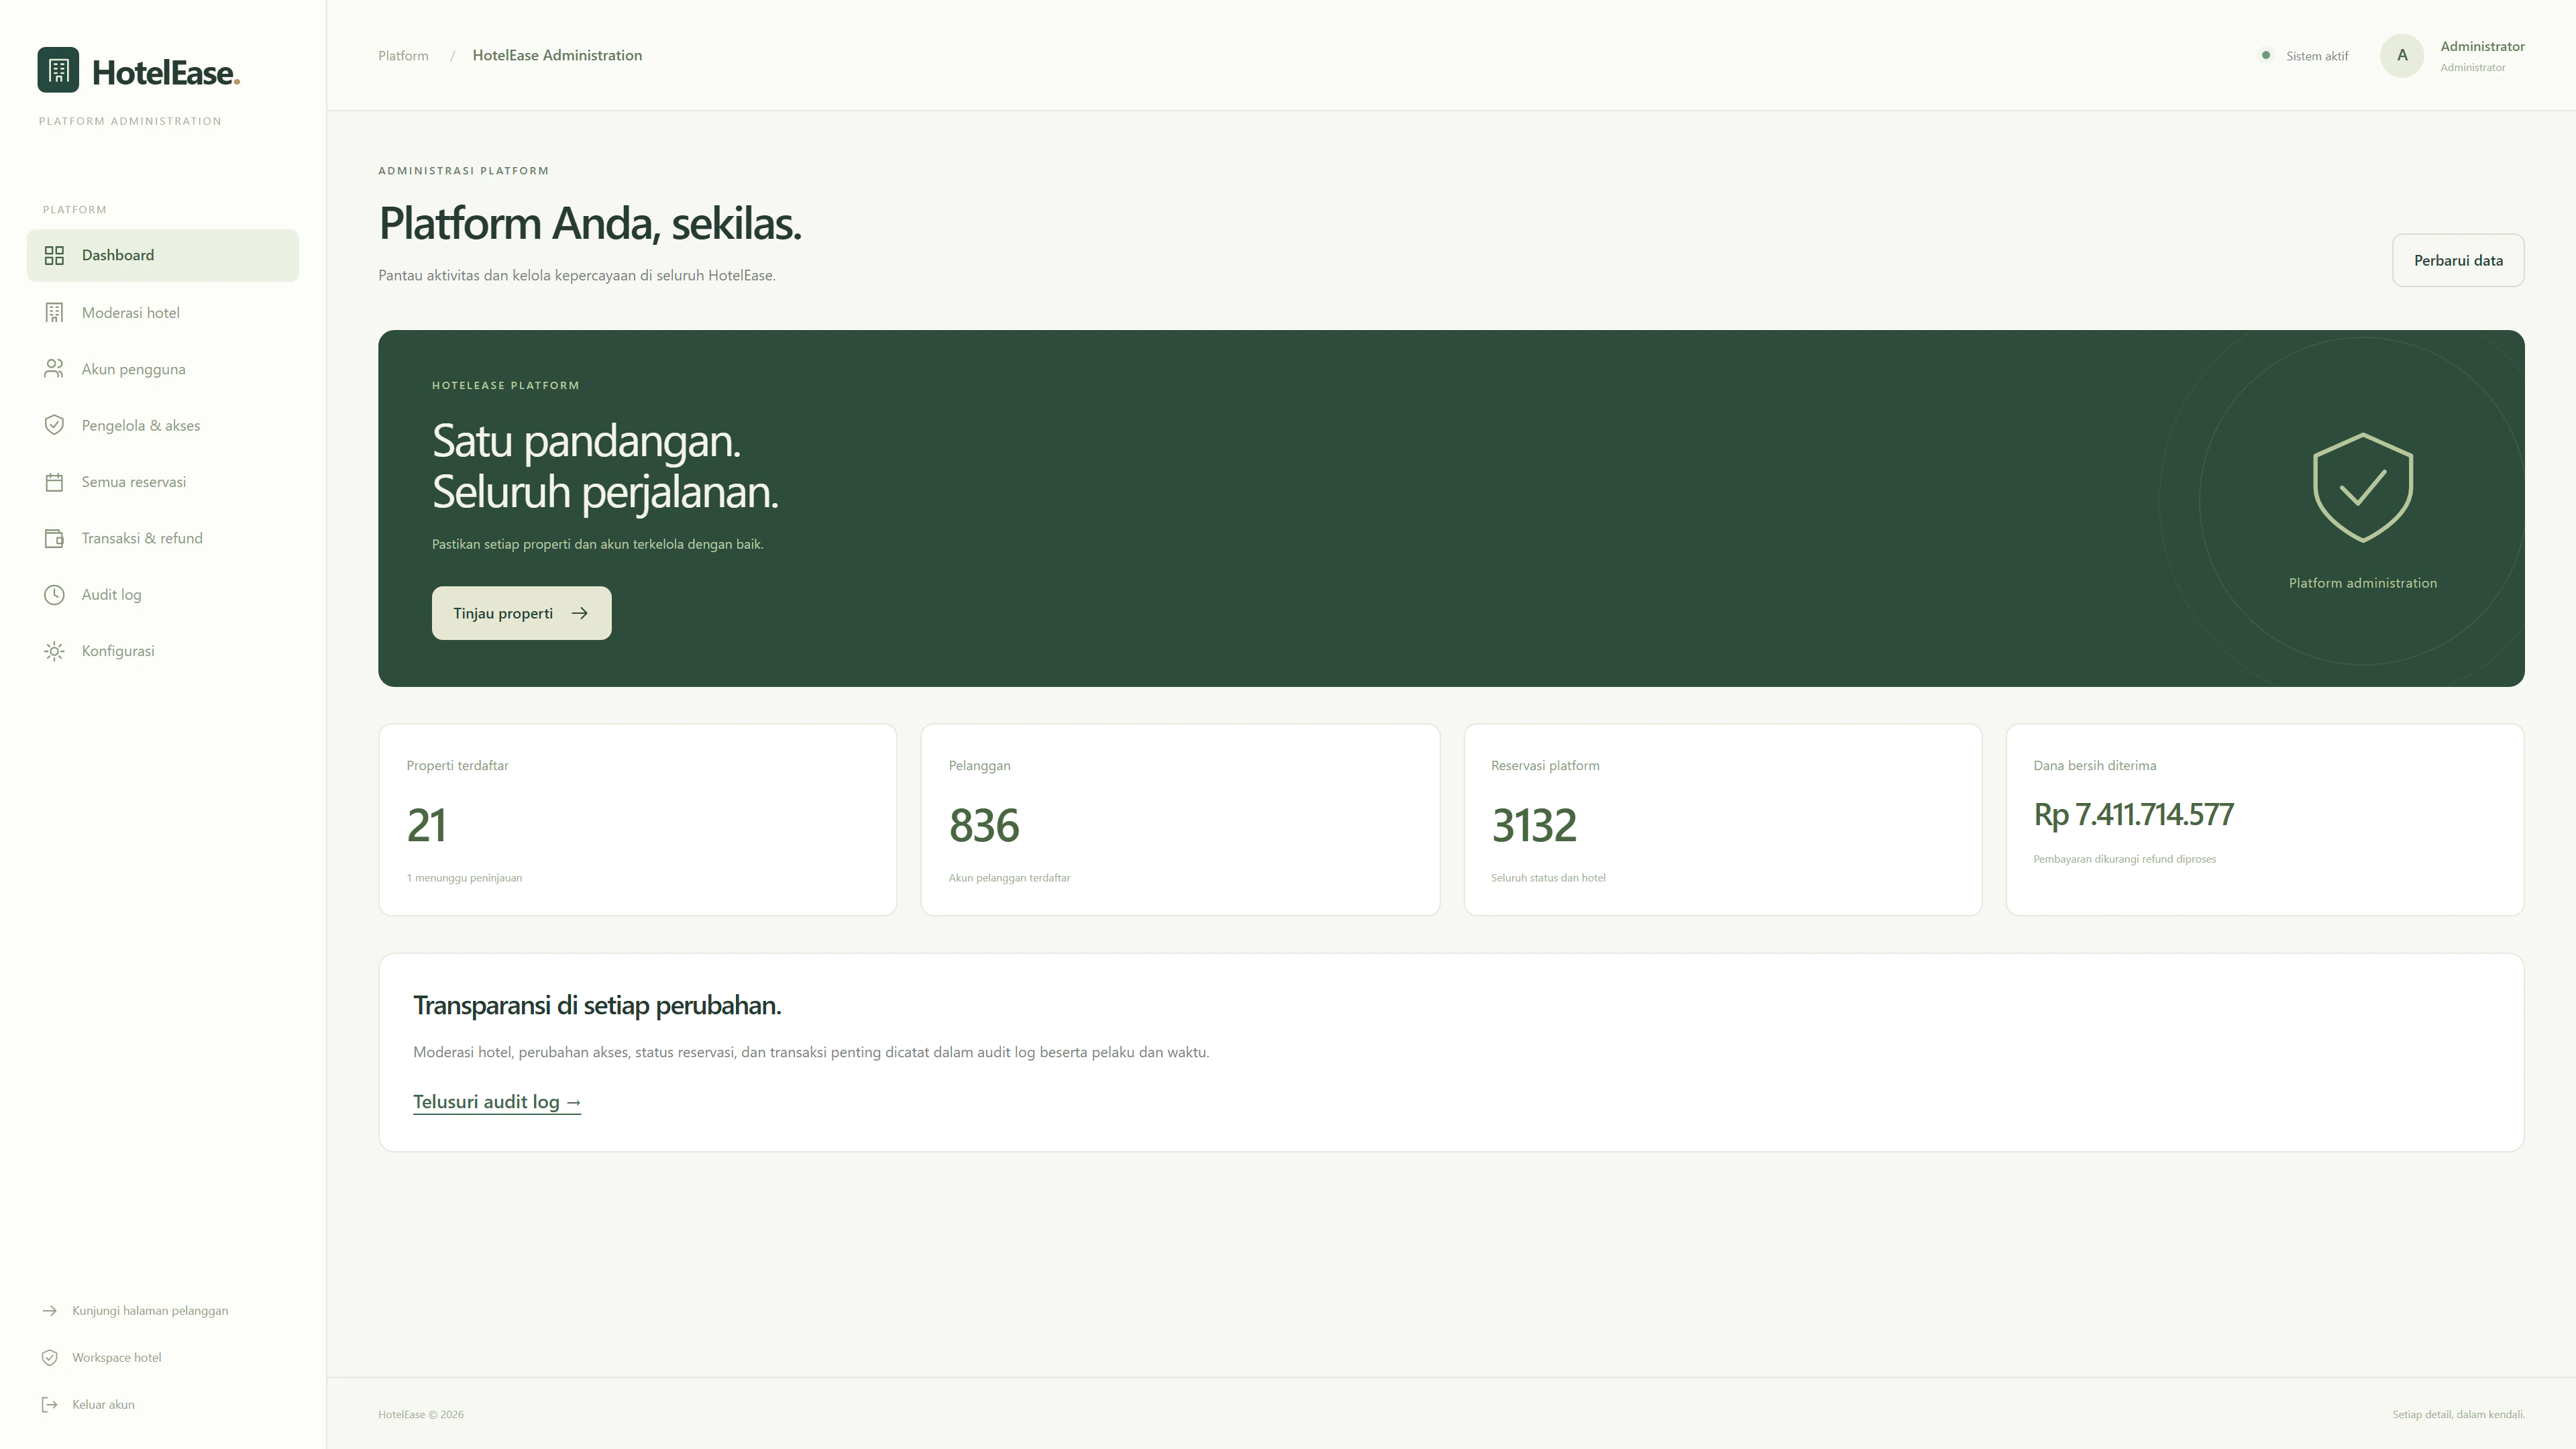 HotelEase.
PLATFORM ADMINISTRATION
PLATFORM
Dashboard
Moderasi hotel
Akun pengguna
Pengelola & akses
Semua reservasi
Transaksi & refund
Audit log
Konfigurasi
Kunjungi halaman pelanggan
Workspace hotel
Keluar akun
Platform / HotelEase Administration
Sistem aktif
A
Administrator
Administrator
ADMINISTRASI PLATFORM
Platform Anda, sekilas.
Pantau aktivitas dan kelola kepercayaan di seluruh HotelEase.
Perbarui data
HOTELEASE PLATFORM
Satu pandangan.
Seluruh perjalanan.
Pastikan setiap properti dan akun terkelola dengan baik.
Tinjau properti →
Platform administration
Properti terdaftar
21
1 menunggu peninjauan
Pelanggan
836
Akun pelanggan terdaftar
Reservasi platform
3132
Seluruh status dan hotel
Dana bersih diterima
Rp 7.411.714.577
Pembayaran dikurangi refund diproses
Transparansi di setiap perubahan.
Moderasi hotel, perubahan akses, status reservasi, dan transaksi penting dicatat dalam audit log beserta pelaku dan waktu.
Telusuri audit log →
HotelEase © 2026
Setiap detail, dalam kendali.